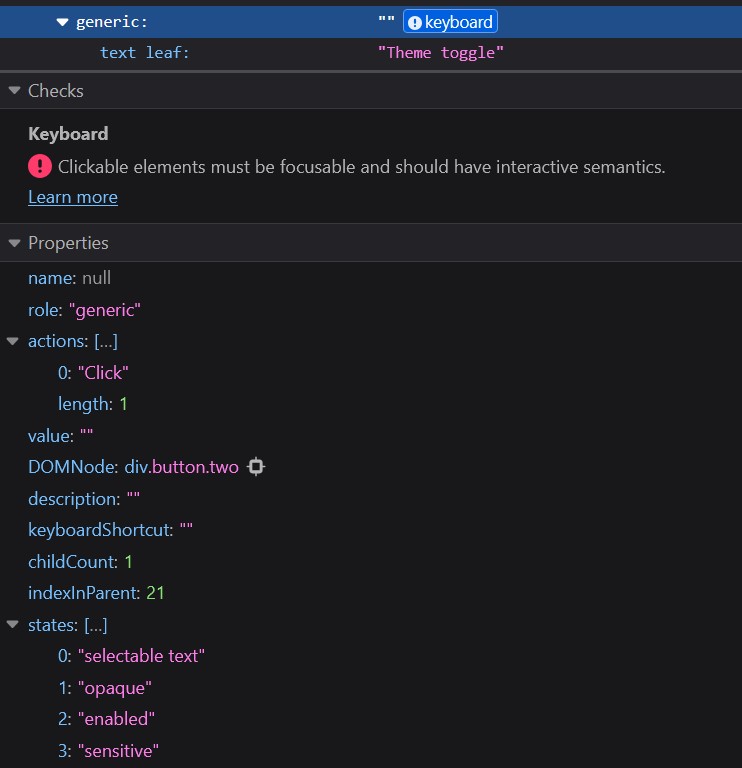 generic: "" keyboard
text leaf: "Theme toggle"
Checks
Keyboard
Clickable elements must be focusable and should have interactive semantics.
Learn more
Properties
name: null
role: "generic"
actions: […]
0: "Click"
length: 1
value: ""
DOMNode: div.button.two
description: ""
keyboardShortcut: ""
childCount: 1
indexInParent: 21
states: […]
0: "selectable text"
1: "opaque"
2: "enabled"
3: "sensitive"